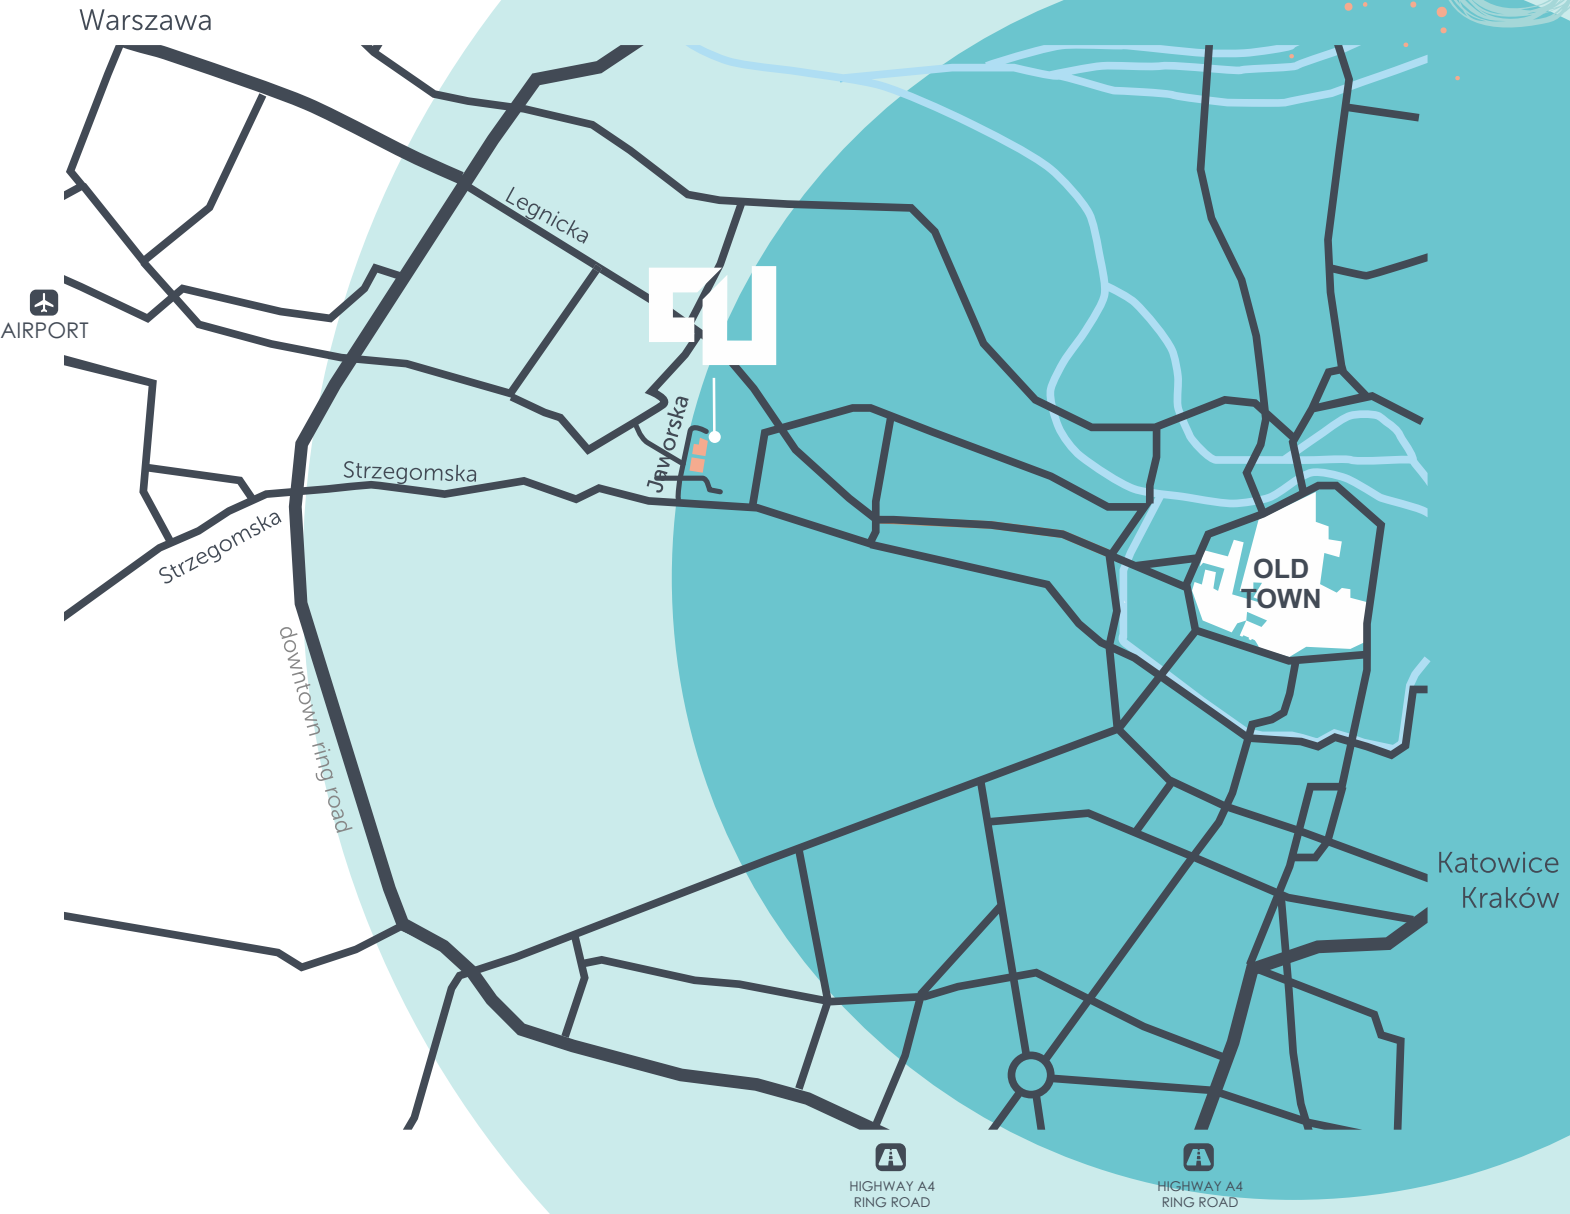 Warszawa
Legnicka
AIRPORT
Jaworska
Strzegomska
Strzegomska
OLD
TOWN
downtown ring road
Katowice
Kraków
HIGHWAY A4
RING ROAD
HIGHWAY A4
RING ROAD